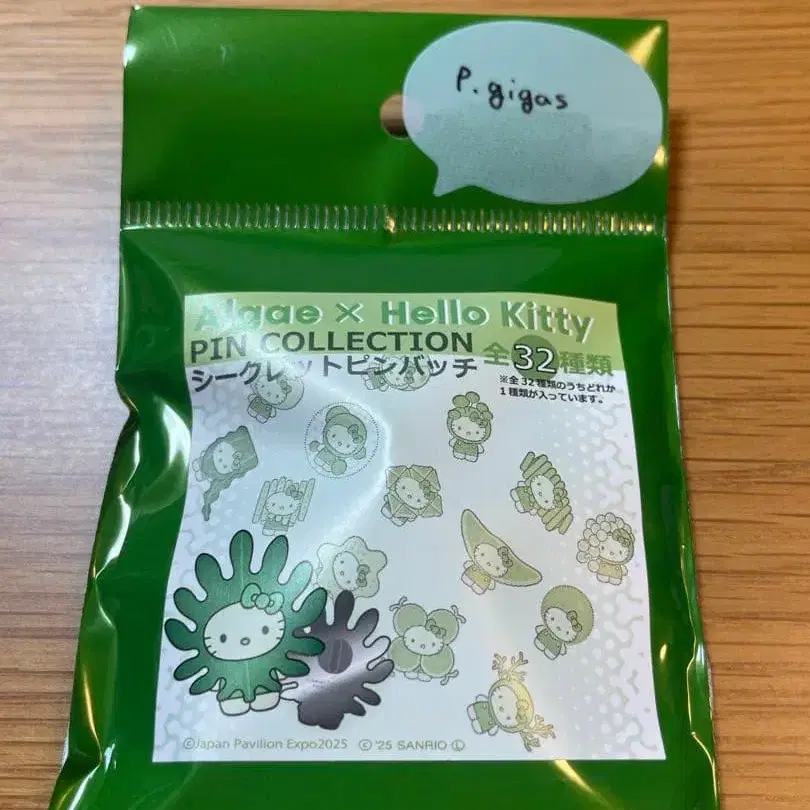 P. gigas
Algae × Hello Kitty
PIN COLLECTION
シークレットピンバッチ
全32種類
※全32種類のうちどれか
1種類が入っています。
©Japan Pavilion Expo2025 © '25 SANRIO Ⓛ